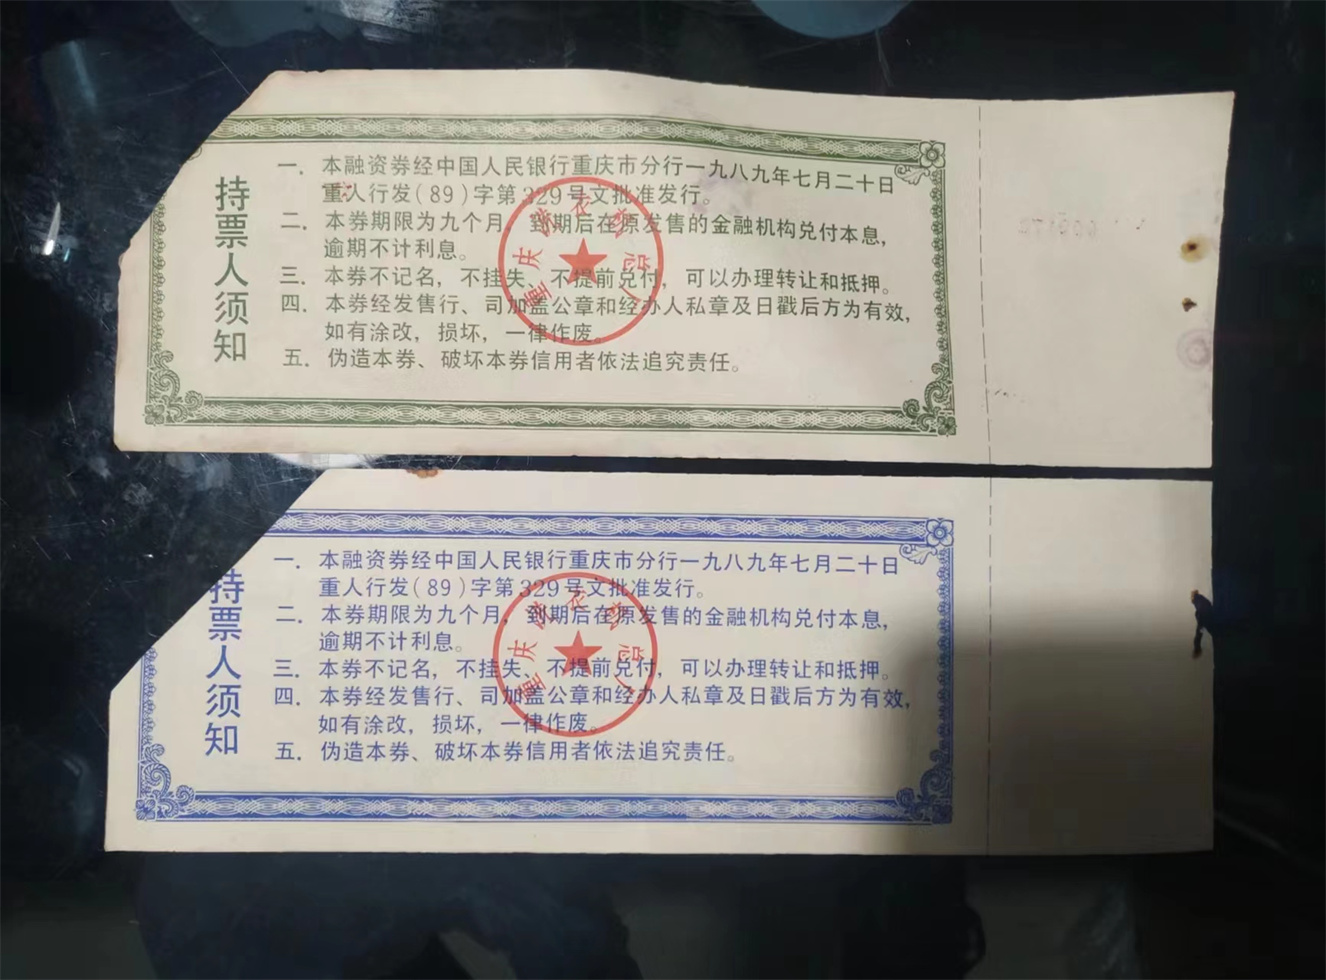 持票人须知
一．本融资券经中国人民银行重庆市分行一九八九年七月二十日
重人行发（89）字第329号文批准发行。
二．本券期限为九个月，到期后在原发售的金融机构兑付本息，
逾期不计利息。
三．本券不记名，不挂失、不提前兑付，可以办理转让和抵押。
四．本券经发售行、司加盖公章和经办人私章及日戳后方为有效，
如有涂改，损坏，一律作废。
五．伪造本券、破坏本券信用者依法追究责任。
持票人须知
一．本融资券经中国人民银行重庆市分行一九八九年七月二十日
重人行发（89）字第329号文批准发行。
二．本券期限为九个月，到期后在原发售的金融机构兑付本息，
逾期不计利息。
三．本券不记名，不挂失、不提前兑付，可以办理转让和抵押。
四．本券经发售行、司加盖公章和经办人私章及日戳后方为有效，
如有涂改，损坏，一律作废。
五．伪造本券、破坏本券信用者依法追究责任。